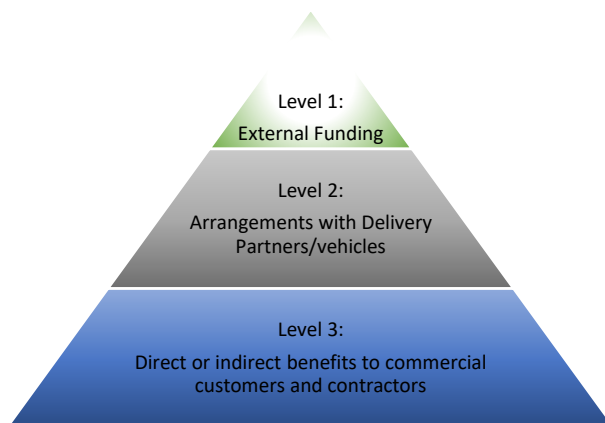 Level 1:
External Funding
Level 2:
Arrangements with Delivery
Partners/vehicles
Level 3:
Direct or indirect benefits to commercial
customers and contractors